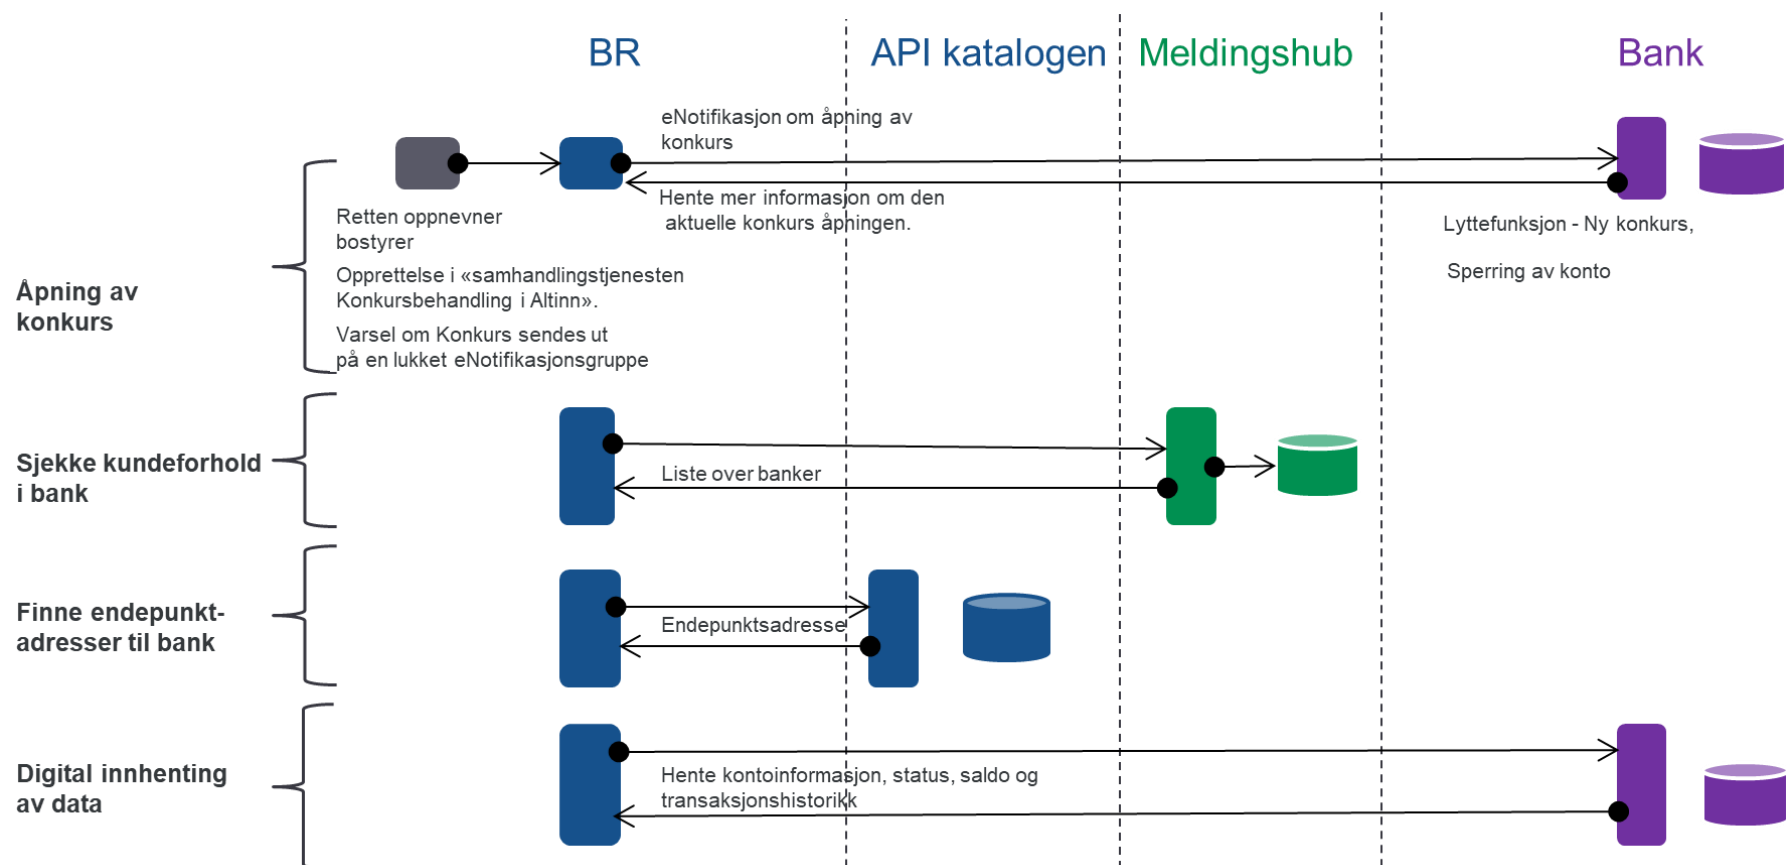 BR
API katalogen
Meldingshub
Bank
eNotifikasjon om åpning av
konkurs
Hente mer informasjon om den
aktuelle konkurs åpningen.
Retten oppnevner
bostyrer
Opprettelse i «samhandlingstjenesten
Konkursbehandling i Altinn».
Varsel om Konkurs sendes ut
på en lukket eNotifikasjonsgruppe
Lyttefunksjon - Ny konkurs,
Sperring av konto
Åpning av
konkurs
Sjekke kundeforhold
i bank
Liste over banker
Finne endepunkt-
adresser til bank
Endepunktsadresse
Digital innhenting
av data
Hente kontoinformasjon, status, saldo og
transaksjonshistorikk